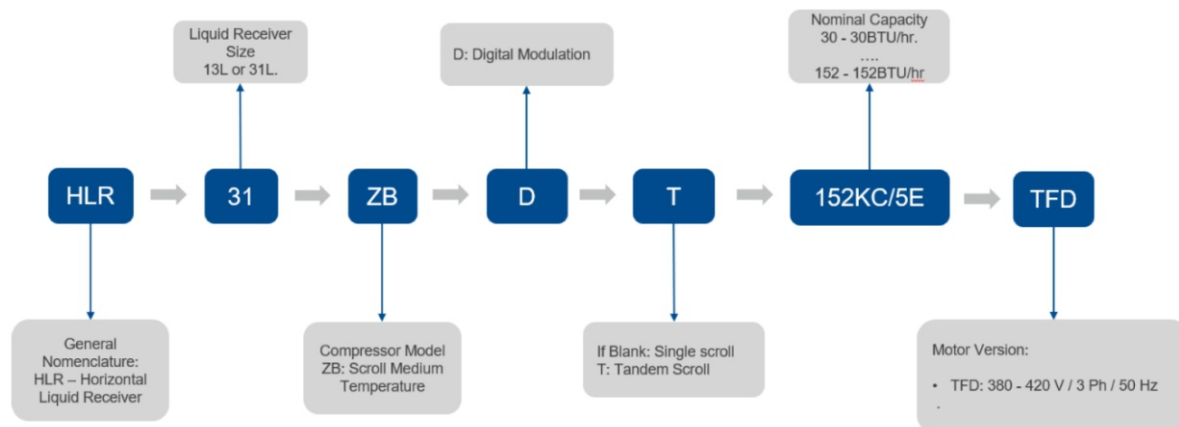 Liquid Receiver
Size
13L or 31L.
D: Digital Modulation
Nominal Capacity
30 - 30BTU/hr.
....
152 - 152BTU/hr
HLR
31
ZB
D
T
152KC/5E
TFD
General
Nomenclature:
HLR – Horizontal
Liquid Receiver
Compressor Model
ZB: Scroll Medium
Temperature
If Blank: Single scroll
T: Tandem Scroll
Motor Version:
• TFD: 380 - 420 V / 3 Ph / 50 Hz
.